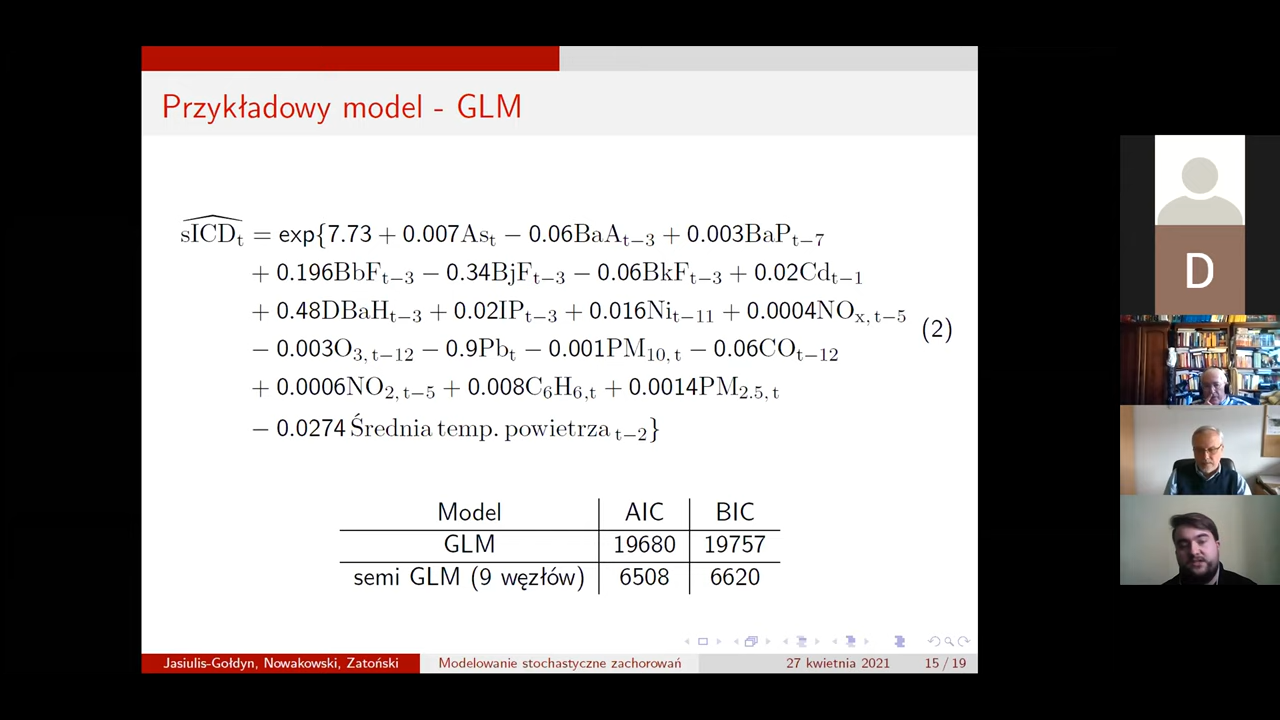 Przykładowy model - GLM
$\widehat{\mathrm{sICD_t}}$ = exp{7.73 + 0.007As_t − 0.06BaA_{t−3} + 0.003BaP_{t−7}
+ 0.196BbF_{t−3} − 0.34BjF_{t−3} − 0.06BkF_{t−3} + 0.02Cd_{t−1}
+ 0.48DBaH_{t−3} + 0.02IP_{t−3} + 0.016Ni_{t−11} + 0.0004NO_{x, t−5}
(2)
− 0.003O_{3, t−12} − 0.9Pb_t − 0.001PM_{10, t} − 0.06CO_{t−12}
+ 0.0006NO_{2, t−5} + 0.008C_6H_{6,t} + 0.0014PM_{2.5, t}
− 0.0274 Średnia temp. powietrza _{t−2}}
Model AIC BIC
GLM 19680 19757
semi GLM (9 węzłów) 6508 6620
Jasiulis-Gołdyn, Nowakowski, Zatoński Modelowanie stochastyczne zachorowań 27 kwietnia 2021 15 / 19
D